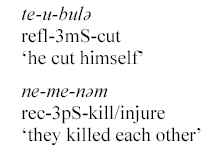 te-u-bulə
refl-3mS-cut
‘he cut himself’
ne-me-nəm
rec-3pS-kill/injure
‘they killed each other’